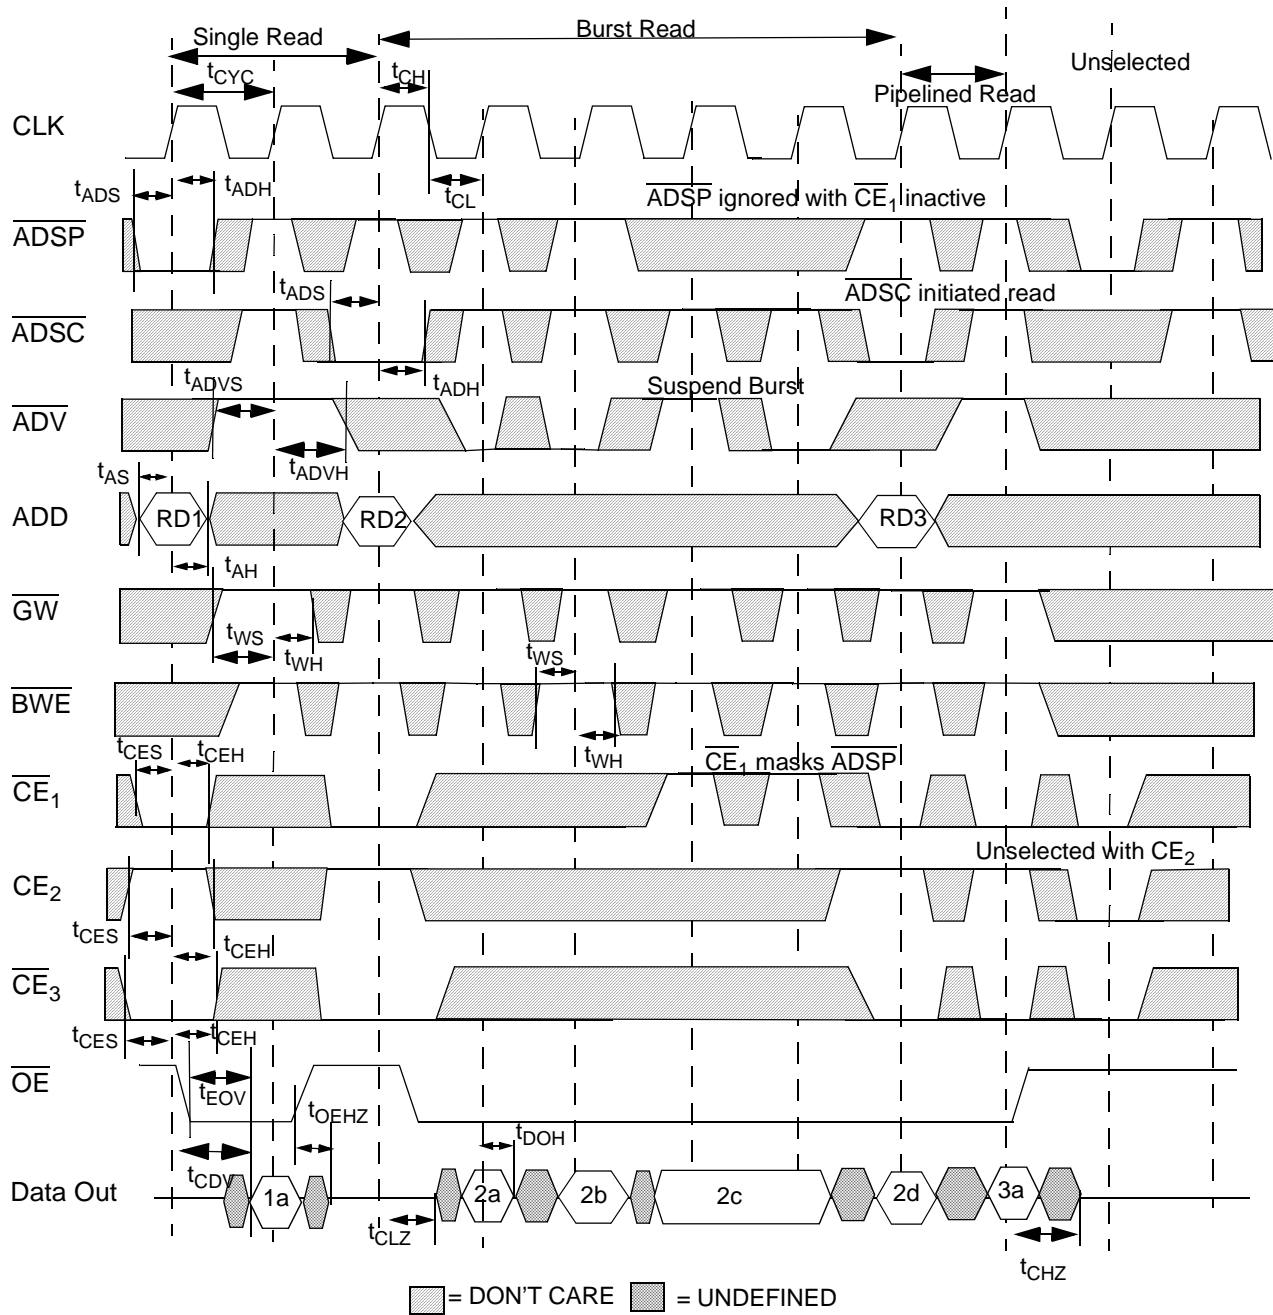 Single Read
Burst Read
Unselected
tCYC
tCH
Pipelined Read
CLK
tADS
tADH
tCL
ADSP ignored with CE1 inactive
ADSP
tADS
ADSC initiated read
ADSC
tADVS
tADH
Suspend Burst
ADV
tADVH
tAS
ADD
RD1
RD2
RD3
tAH
GW
tWS
tWH
tWS
BWE
tCES
tCEH
tWH
CE1 masks ADSP
CE1
Unselected with CE2
CE2
tCES
tCEH
CE3
tCES
tCEH
OE
tEOV
tOEHZ
tDOH
tCDV
Data Out
1a
2a
2b
2c
2d
3a
tCLZ
tCHZ
= DON'T CARE
= UNDEFINED